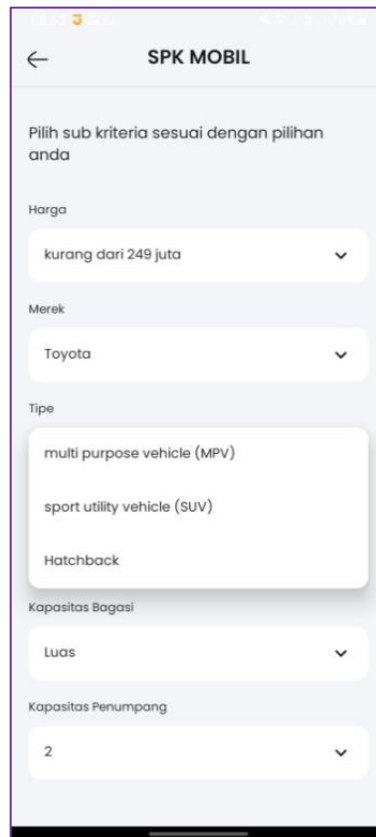 SPK MOBIL
Pilih sub kriteria sesuai dengan pilihan
anda
Harga
kurang dari 249 juta
Merek
Toyota
Tipe
multi purpose vehicle (MPV)
sport utility vehicle (SUV)
Hatchback
Kapasitas Bagasi
Luas
Kapasitas Penumpang
2